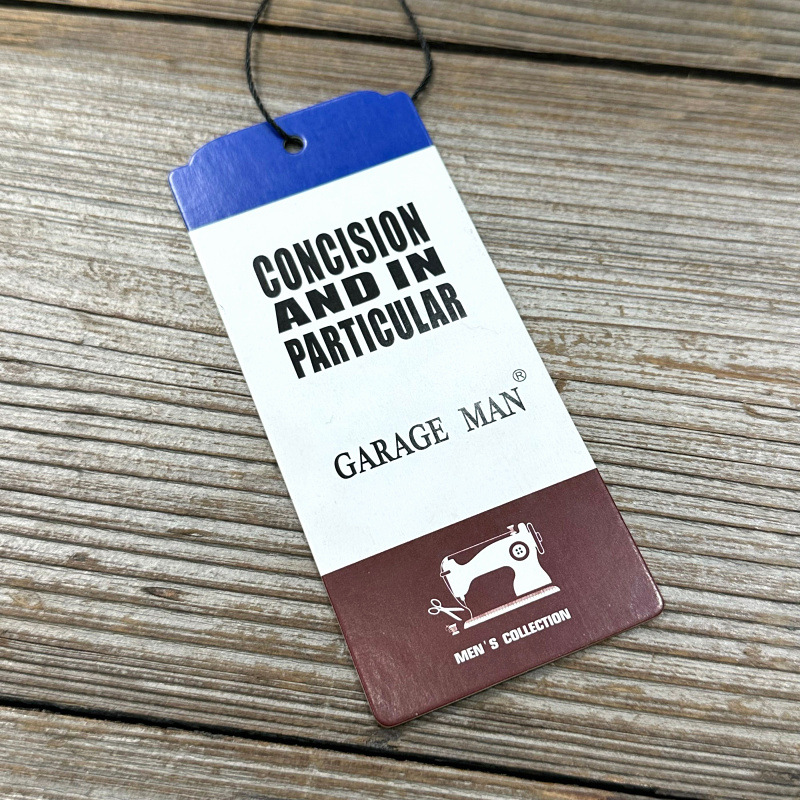 CONCISION
AND IN
PARTICULAR
GARAGE MAN®
MEN'S COLLECTION